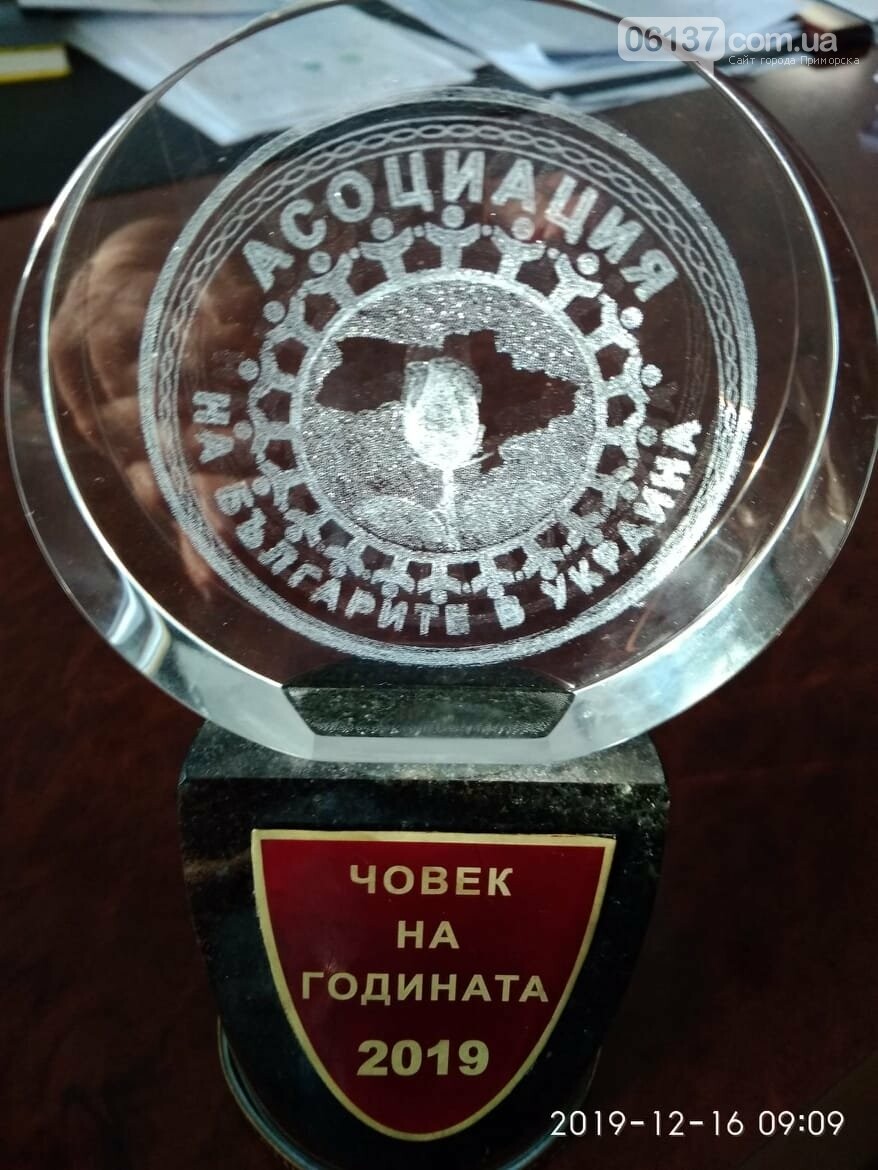 06137.com.ua
Сайт города Приморска
АСОЦИАЦИЯ
НА БЪЛГАРИТЕ В УКРАЙНА
ЧОВЕК
НА
ГОДИНАТА
2019
2019-12-16 09:09